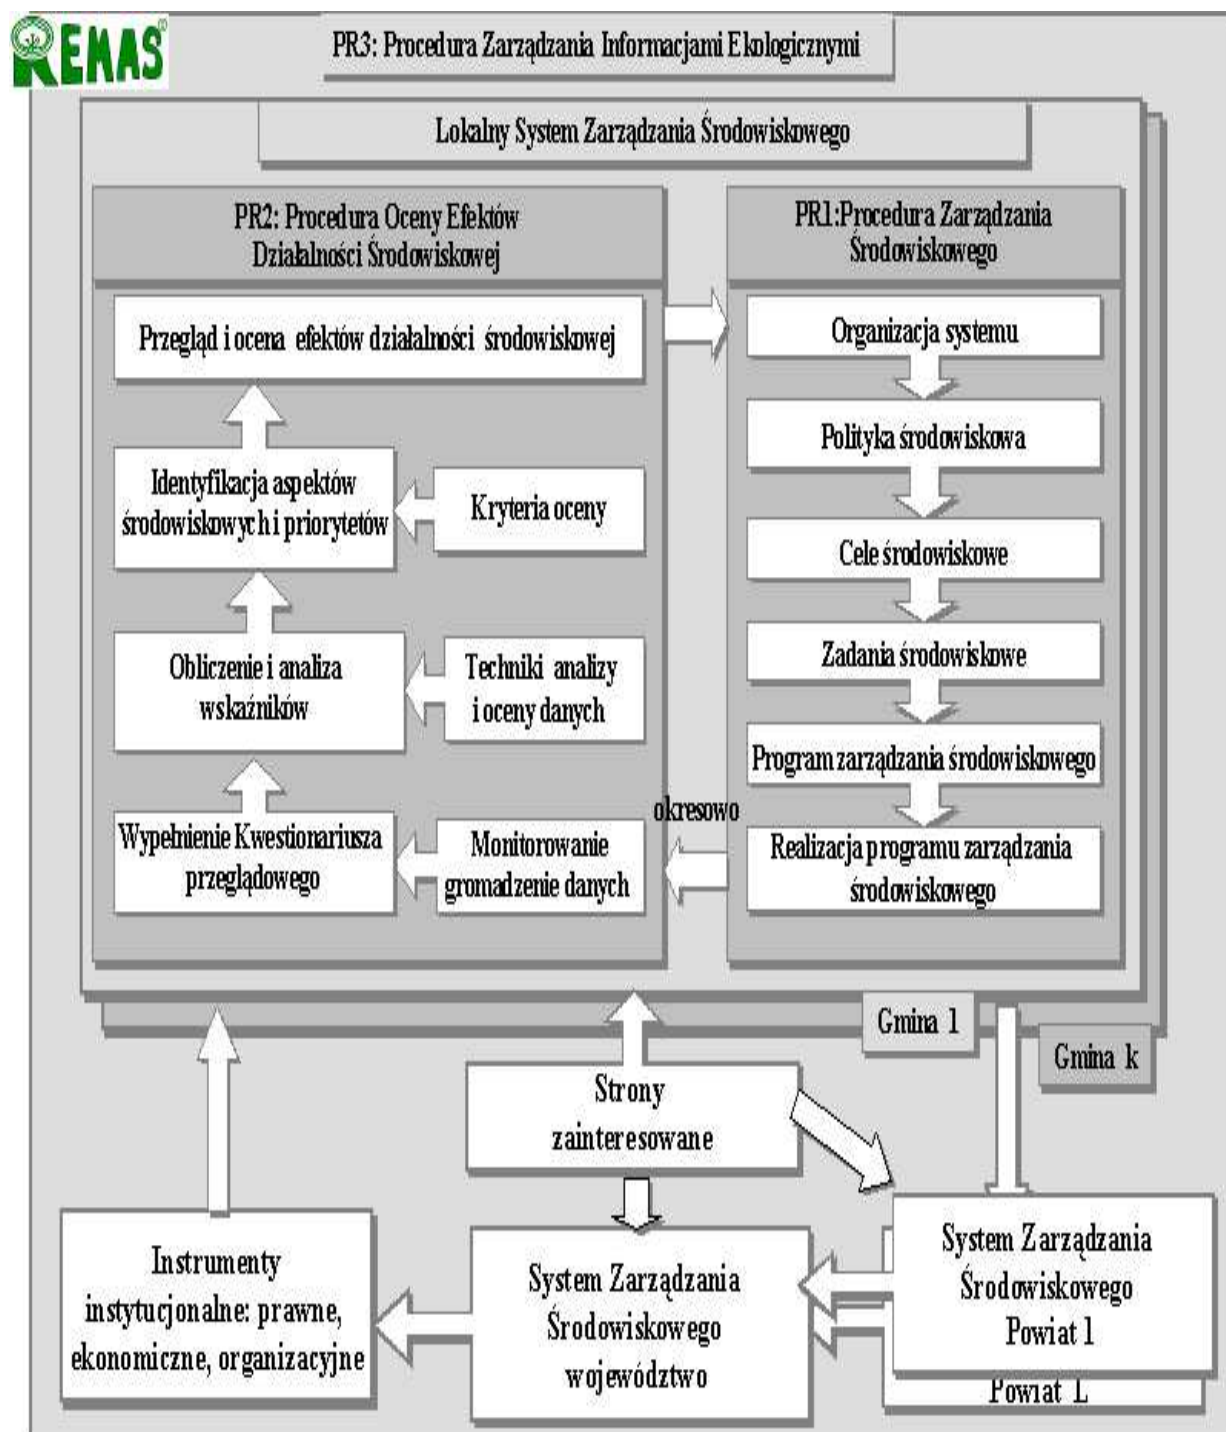 REMAS®
PR3: Procedura Zarządzania Informacjami Ekologicznymi
Lokalny System Zarządzania Środowiskowego
PR2: Procedura Oceny Efektów
Działalności Środowiskowej
Przegląd i ocena efektów działalności środowiskowej
Identyfikacja aspektów
środowiskowych i priorytetów
Kryteria oceny
Obliczenie i analiza
wskaźników
Techniki analizy
i oceny danych
Wypełnienie Kwestionariusza
przeglądowego
Monitorowanie
gromadzenie danych
okresowo
PR1:Procedura Zarządzania
Środowiskowego
Organizacja systemu
Polityka środowiskowa
Cele środowiskowe
Zadania środowiskowe
Program zarządzania środowiskowego
Realizacja programu zarządzania
środowiskowego
Gmina 1
Gmina k
Strony
zainteresowane
Instrumenty
instytucjonalne: prawne,
ekonomiczne, organizacyjne
System Zarządzania
Środowiskowego
województwo
System Zarządzania
Środowiskowego
Powiat 1
Powiat L